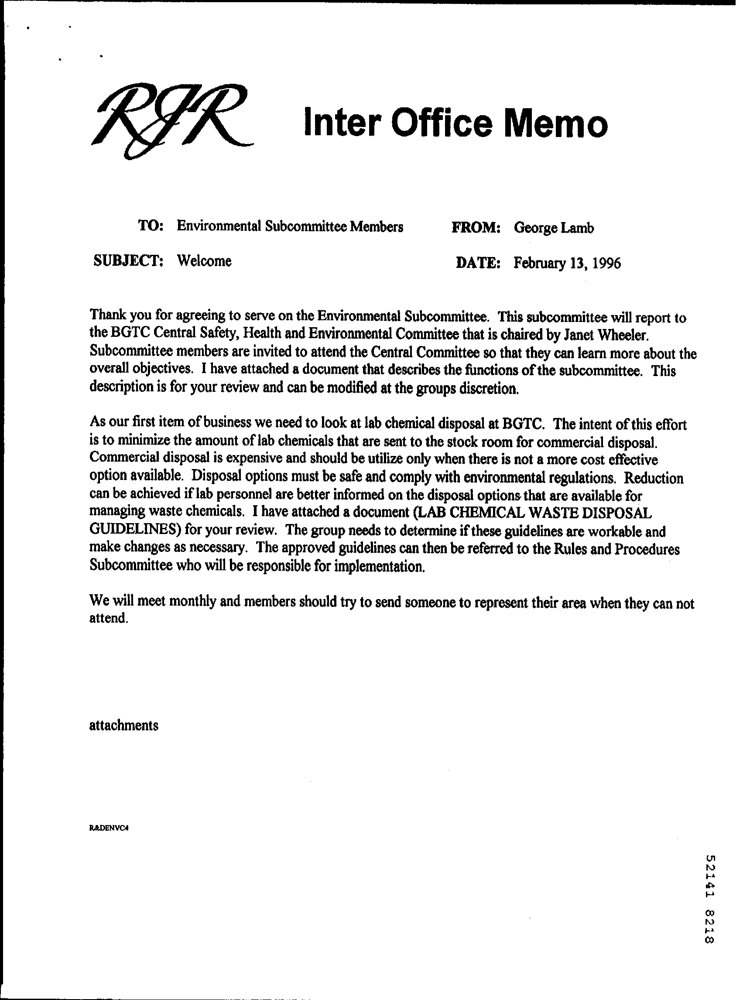 RJR Inter Office Memo
TO: Environmental Subcommittee Members FROM: George Lamb
SUBJECT: Welcome DATE: February 13, 1996
Thank you for agreeing to serve on the Environmental Subcommittee. This subcommittee will report to
the BGTC Central Safety, Health and Environmental Committee that is chaired by Janet Wheeler.
Subcommittee members are invited to attend the Central Committee so that they can learn more about the
overall objectives. I have attached a document that describes the functions of the subcommittee. This
description is for your review and can be modified at the groups discretion.
As our first item of business we need to look at lab chemical disposal at BGTC. The intent of this effort
is to minimize the amount of lab chemicals that are sent to the stock room for commercial disposal.
Commercial disposal is expensive and should be utilize only when there is not a more cost effective
option available. Disposal options must be safe and comply with environmental regulations. Reduction
can be achieved if lab personnel are better informed on the disposal options that are available for
managing waste chemicals. I have attached a document (LAB CHEMICAL WASTE DISPOSAL
GUIDELINES) for your review. The group needs to determine if these guidelines are workable and
make changes as necessary. The approved guidelines can then be referred to the Rules and Procedures
Subcommittee who will be responsible for implementation.
We will meet monthly and members should try to send someone to represent their area when they can not
attend.
attachments
R&DENVC4
52141 8218